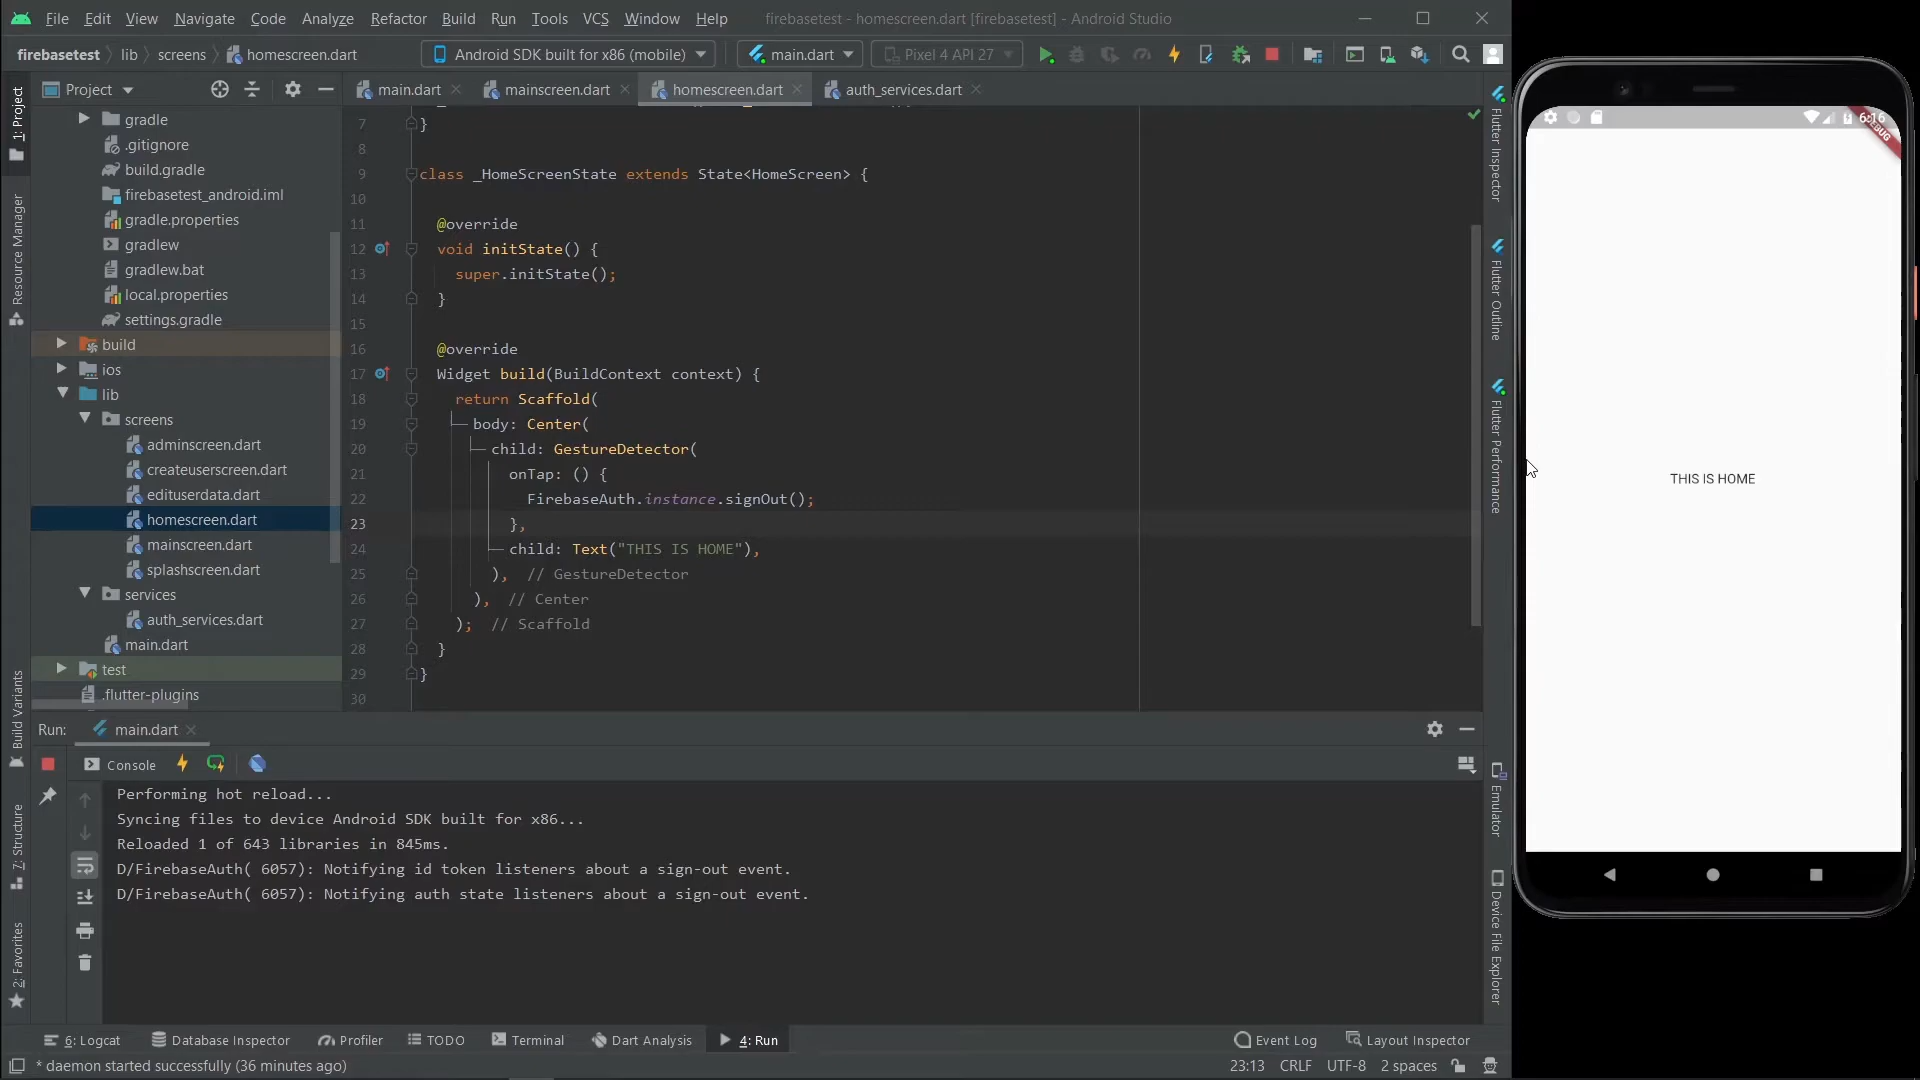 File Edit View Navigate Code Analyze Refactor Build Run Tools VCS Window Help firebasetest - homescreen.dart [firebasetest] - Android Studio
firebasetest lib screens homescreen.dart Android SDK built for x86 (mobile) main.dart Pixel 4 API 27
1: Project
Resource Manager
Build Variants
7: Structure
2: Favorites
Project
gradle
.gitignore
build.gradle
firebasetest_android.iml
gradle.properties
gradlew
gradlew.bat
local.properties
settings.gradle
build
ios
lib
screens
adminscreen.dart
createuserscreen.dart
edituserdata.dart
homescreen.dart
mainscreen.dart
splashscreen.dart
services
auth_services.dart
main.dart
test
.flutter-plugins
main.dart mainscreen.dart homescreen.dart auth_services.dart
7 }
8
9 class _HomeScreenState extends State<HomeScreen> {
10
11 @override
12 void initState() {
13 super.initState();
14 }
15
16 @override
17 Widget build(BuildContext context) {
18 return Scaffold(
19 body: Center(
20 child: GestureDetector(
21 onTap: () {
22 FirebaseAuth.instance.signOut();
23 },
24 child: Text("THIS IS HOME"),
25 ), // GestureDetector
26 ), // Center
27 ); // Scaffold
28 }
29 }
30
Flutter Inspector
Flutter Outline
Flutter Performance
Emulator
Device File Explorer
6:16
DEBUG
THIS IS HOME
Run: main.dart
Console
Performing hot reload...
Syncing files to device Android SDK built for x86...
Reloaded 1 of 643 libraries in 845ms.
D/FirebaseAuth( 6057): Notifying id token listeners about a sign-out event.
D/FirebaseAuth( 6057): Notifying auth state listeners about a sign-out event.
6: Logcat Database Inspector Profiler TODO Terminal Dart Analysis 4: Run Event Log Layout Inspector
* daemon started successfully (36 minutes ago) 23:13 CRLF UTF-8 2 spaces